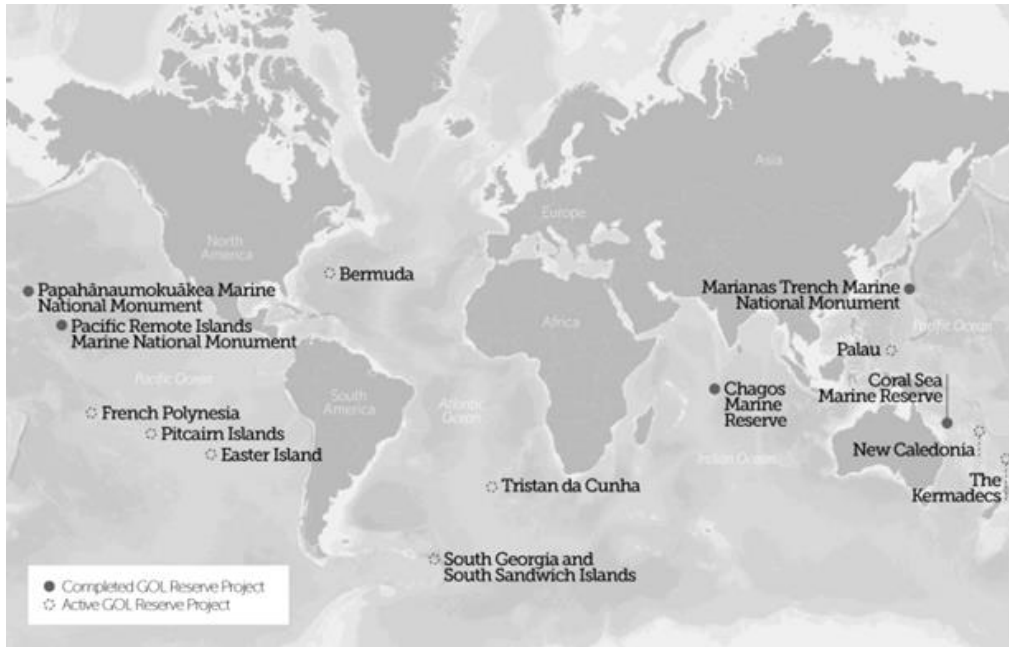 Asia
Europe
North
America
Bermuda
Papahānaumokuākea Marine
National Monument
Marianas Trench Marine
National Monument
Pacific Remote Islands
Marine National Monument
Africa
Pacific Ocean
Palau
Pacific Ocean
Coral Sea
Marine Reserve
Chagos
Marine
Reserve
South
America
Atlantic
Ocean
French Polynesia
Pitcairn Islands
Easter Island
Australia
New Caledonia
Indian Ocean
The
Kermadecs
Tristan da Cunha
South Georgia and
South Sandwich Islands
Completed GOL Reserve Project
Active GOL Reserve Project